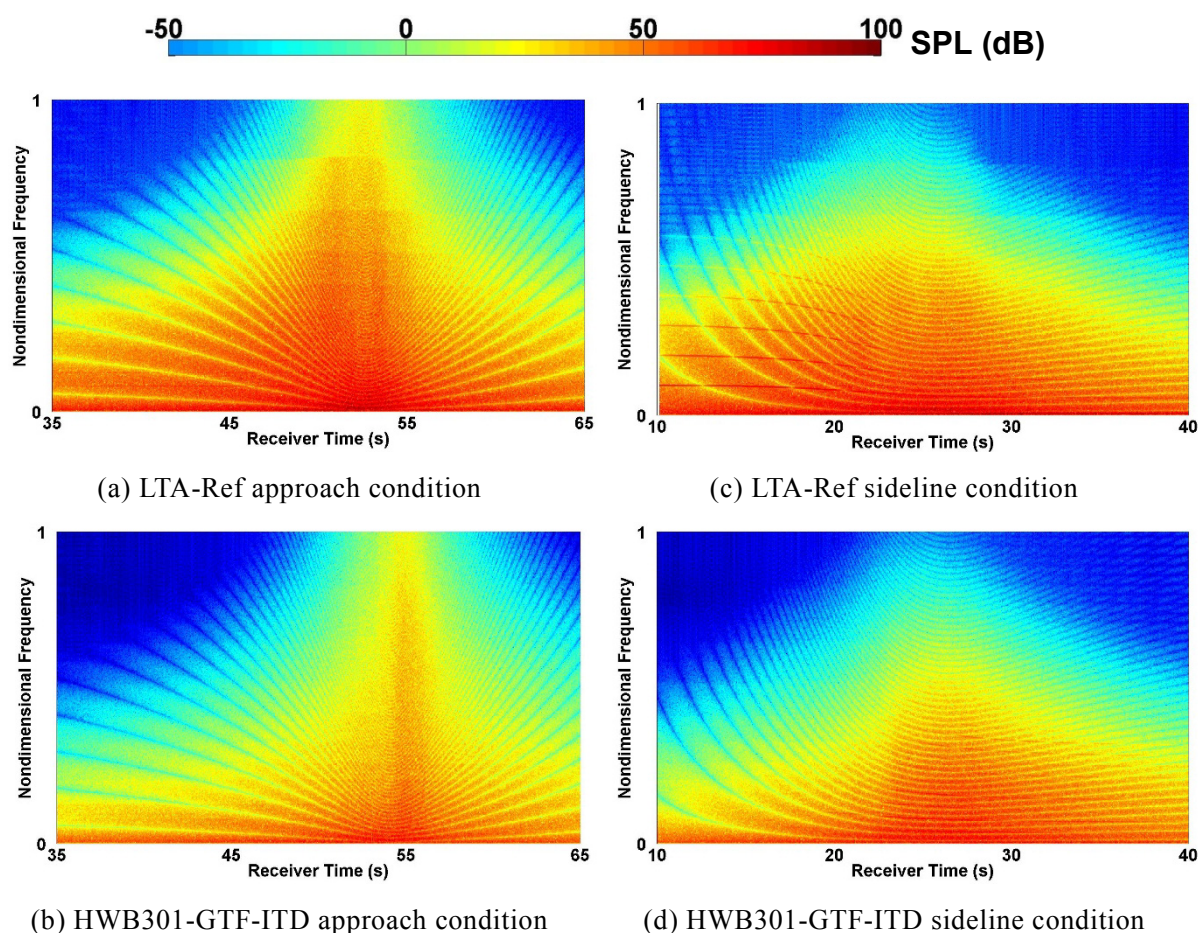 -50 0 50 100 SPL (dB)
1
Nondimensional Frequency
0
35 45 55 65
Receiver Time (s)
(a) LTA-Ref approach condition
1
Nondimensional Frequency
0
10 20 30 40
Receiver Time (s)
(c) LTA-Ref sideline condition
1
Nondimensional Frequency
0
35 45 55 65
Receiver Time (s)
(b) HWB301-GTF-ITD approach condition
1
Nondimensional Frequency
0
10 20 30 40
Receiver Time (s)
(d) HWB301-GTF-ITD sideline condition